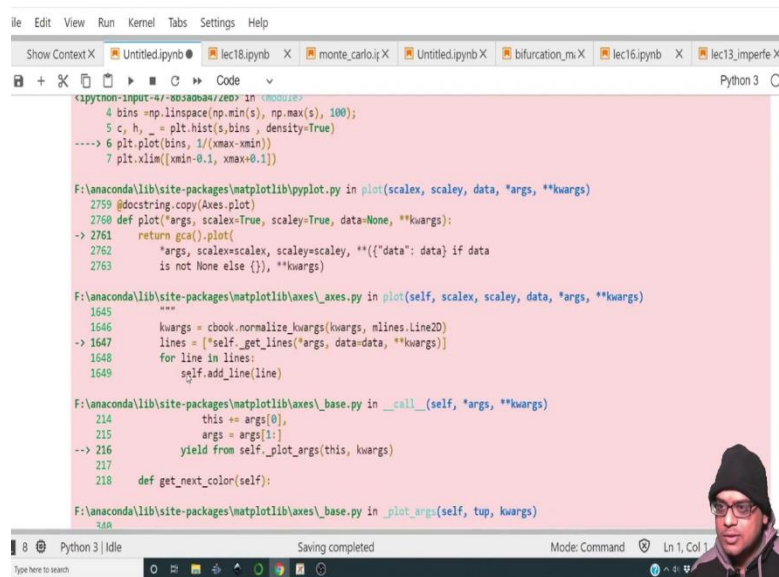 ile Edit View Run Kernel Tabs Settings Help
Show Context X Untitled.ipynb ● lec18.ipynb X monte_carlo.ip X Untitled.ipynb X bifurcation_m X lec16.ipynb X lec13_imperfe X
Code Python 3
<ipython-input-47-8b3ad6a472eb> in <module>
4 bins =np.linspace(np.min(s), np.max(s), 100);
5 c, h, _ = plt.hist(s,bins , density=True)
----> 6 plt.plot(bins, 1/(xmax-xmin))
7 plt.xlim([xmin-0.1, xmax+0.1])
F:\anaconda\lib\site-packages\matplotlib\pyplot.py in plot(scalex, scaley, data, *args, **kwargs)
2759 @docstring.copy(Axes.plot)
2760 def plot(*args, scalex=True, scaley=True, data=None, **kwargs):
-> 2761 return gca().plot(
2762 *args, scalex=scalex, scaley=scaley, **({"data": data} if data
2763 is not None else {}), **kwargs)
F:\anaconda\lib\site-packages\matplotlib\axes\_axes.py in plot(self, scalex, scaley, data, *args, **kwargs)
1645 """
1646 kwargs = cbook.normalize_kwargs(kwargs, mlines.Line2D)
-> 1647 lines = [*self._get_lines(*args, data=data, **kwargs)]
1648 for line in lines:
1649 self.add_line(line)
F:\anaconda\lib\site-packages\matplotlib\axes\_base.py in __call__(self, *args, **kwargs)
214 this += args[0],
215 args = args[1:]
--> 216 yield from self._plot_args(this, kwargs)
217
218 def get_next_color(self):
F:\anaconda\lib\site-packages\matplotlib\axes\_base.py in _plot_args(self, tup, kwargs)
340
8 Python 3 | Idle Saving completed Mode: Command Ln 1, Col 1
Type here to search